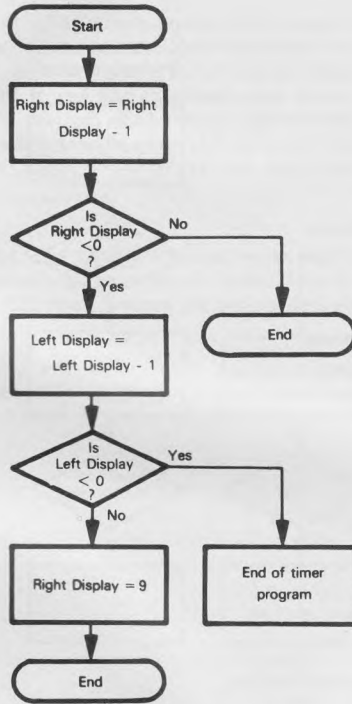 Start
Right Display = Right
Display - 1
Is
Right Display
<0
?
No
Yes
End
Left Display =
Left Display - 1
Is
Left Display
< 0
?
Yes
No
Right Display = 9
End of timer
program
End